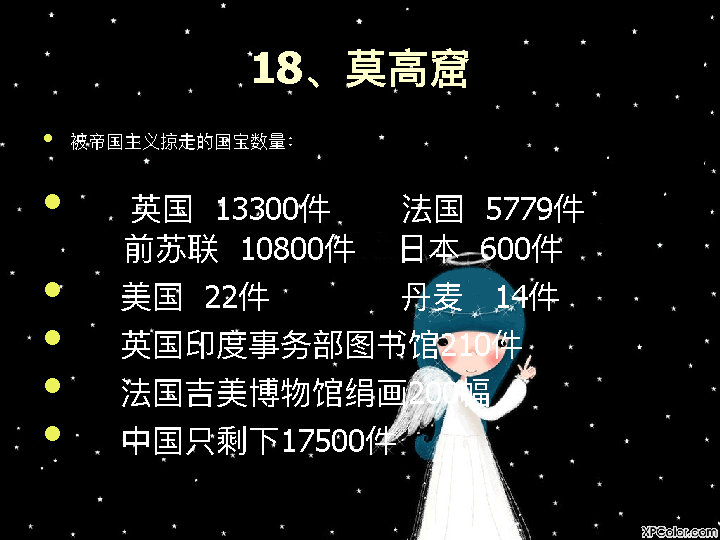 18、莫高窟
• 被帝国主义掠走的国宝数量：
• 英国 13300件 法国 5779件
前苏联 10800件 日本 600件
• 美国 22件 丹麦 14件
• 英国印度事务部图书馆210件
• 法国吉美博物馆绢画200幅
• 中国只剩下17500件
XPColor.com